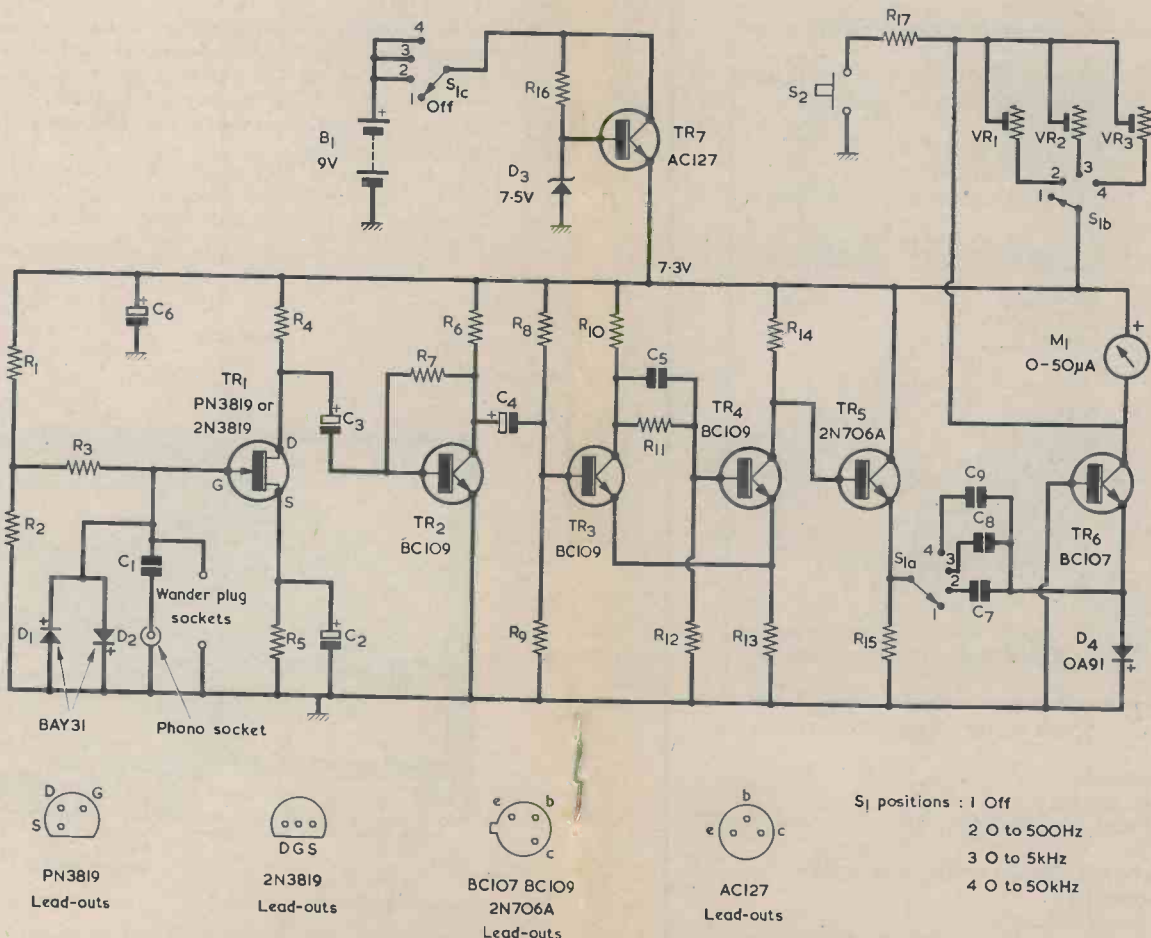 4
3
2
1
Off
S1c
B1
9V
+
R16
D3
7·5V
TR7
AC127
7·3V
R17
S2
VR1
VR2
VR3
2
3
4
1
S1b
C6
+
R1
R2
R3
R4
TR1
PN3819 or
2N3819
D
G
S
C3
+
R7
R6
C4
+
R8
R10
C5
R11
R14
TR4
BC109
TR5
2N706A
M1
0-50μA
+
TR2
BC109
TR3
BC109
C9
C8
C7
S1a
4
3
2
1
TR6
BC107
C1
Wander plug
sockets
D1
+
D2
+
R5
C2
+
R9
R12
R13
R15
D4
OA91
+
BAY31
Phono socket
D G
S
PN3819
Lead-outs
D G S
2N3819
Lead-outs
e b
c
BC107 BC109
2N706A
Lead-outs
b
e c
AC127
Lead-outs
S1 positions : 1 Off
2 0 to 500Hz
3 0 to 5kHz
4 0 to 50kHz